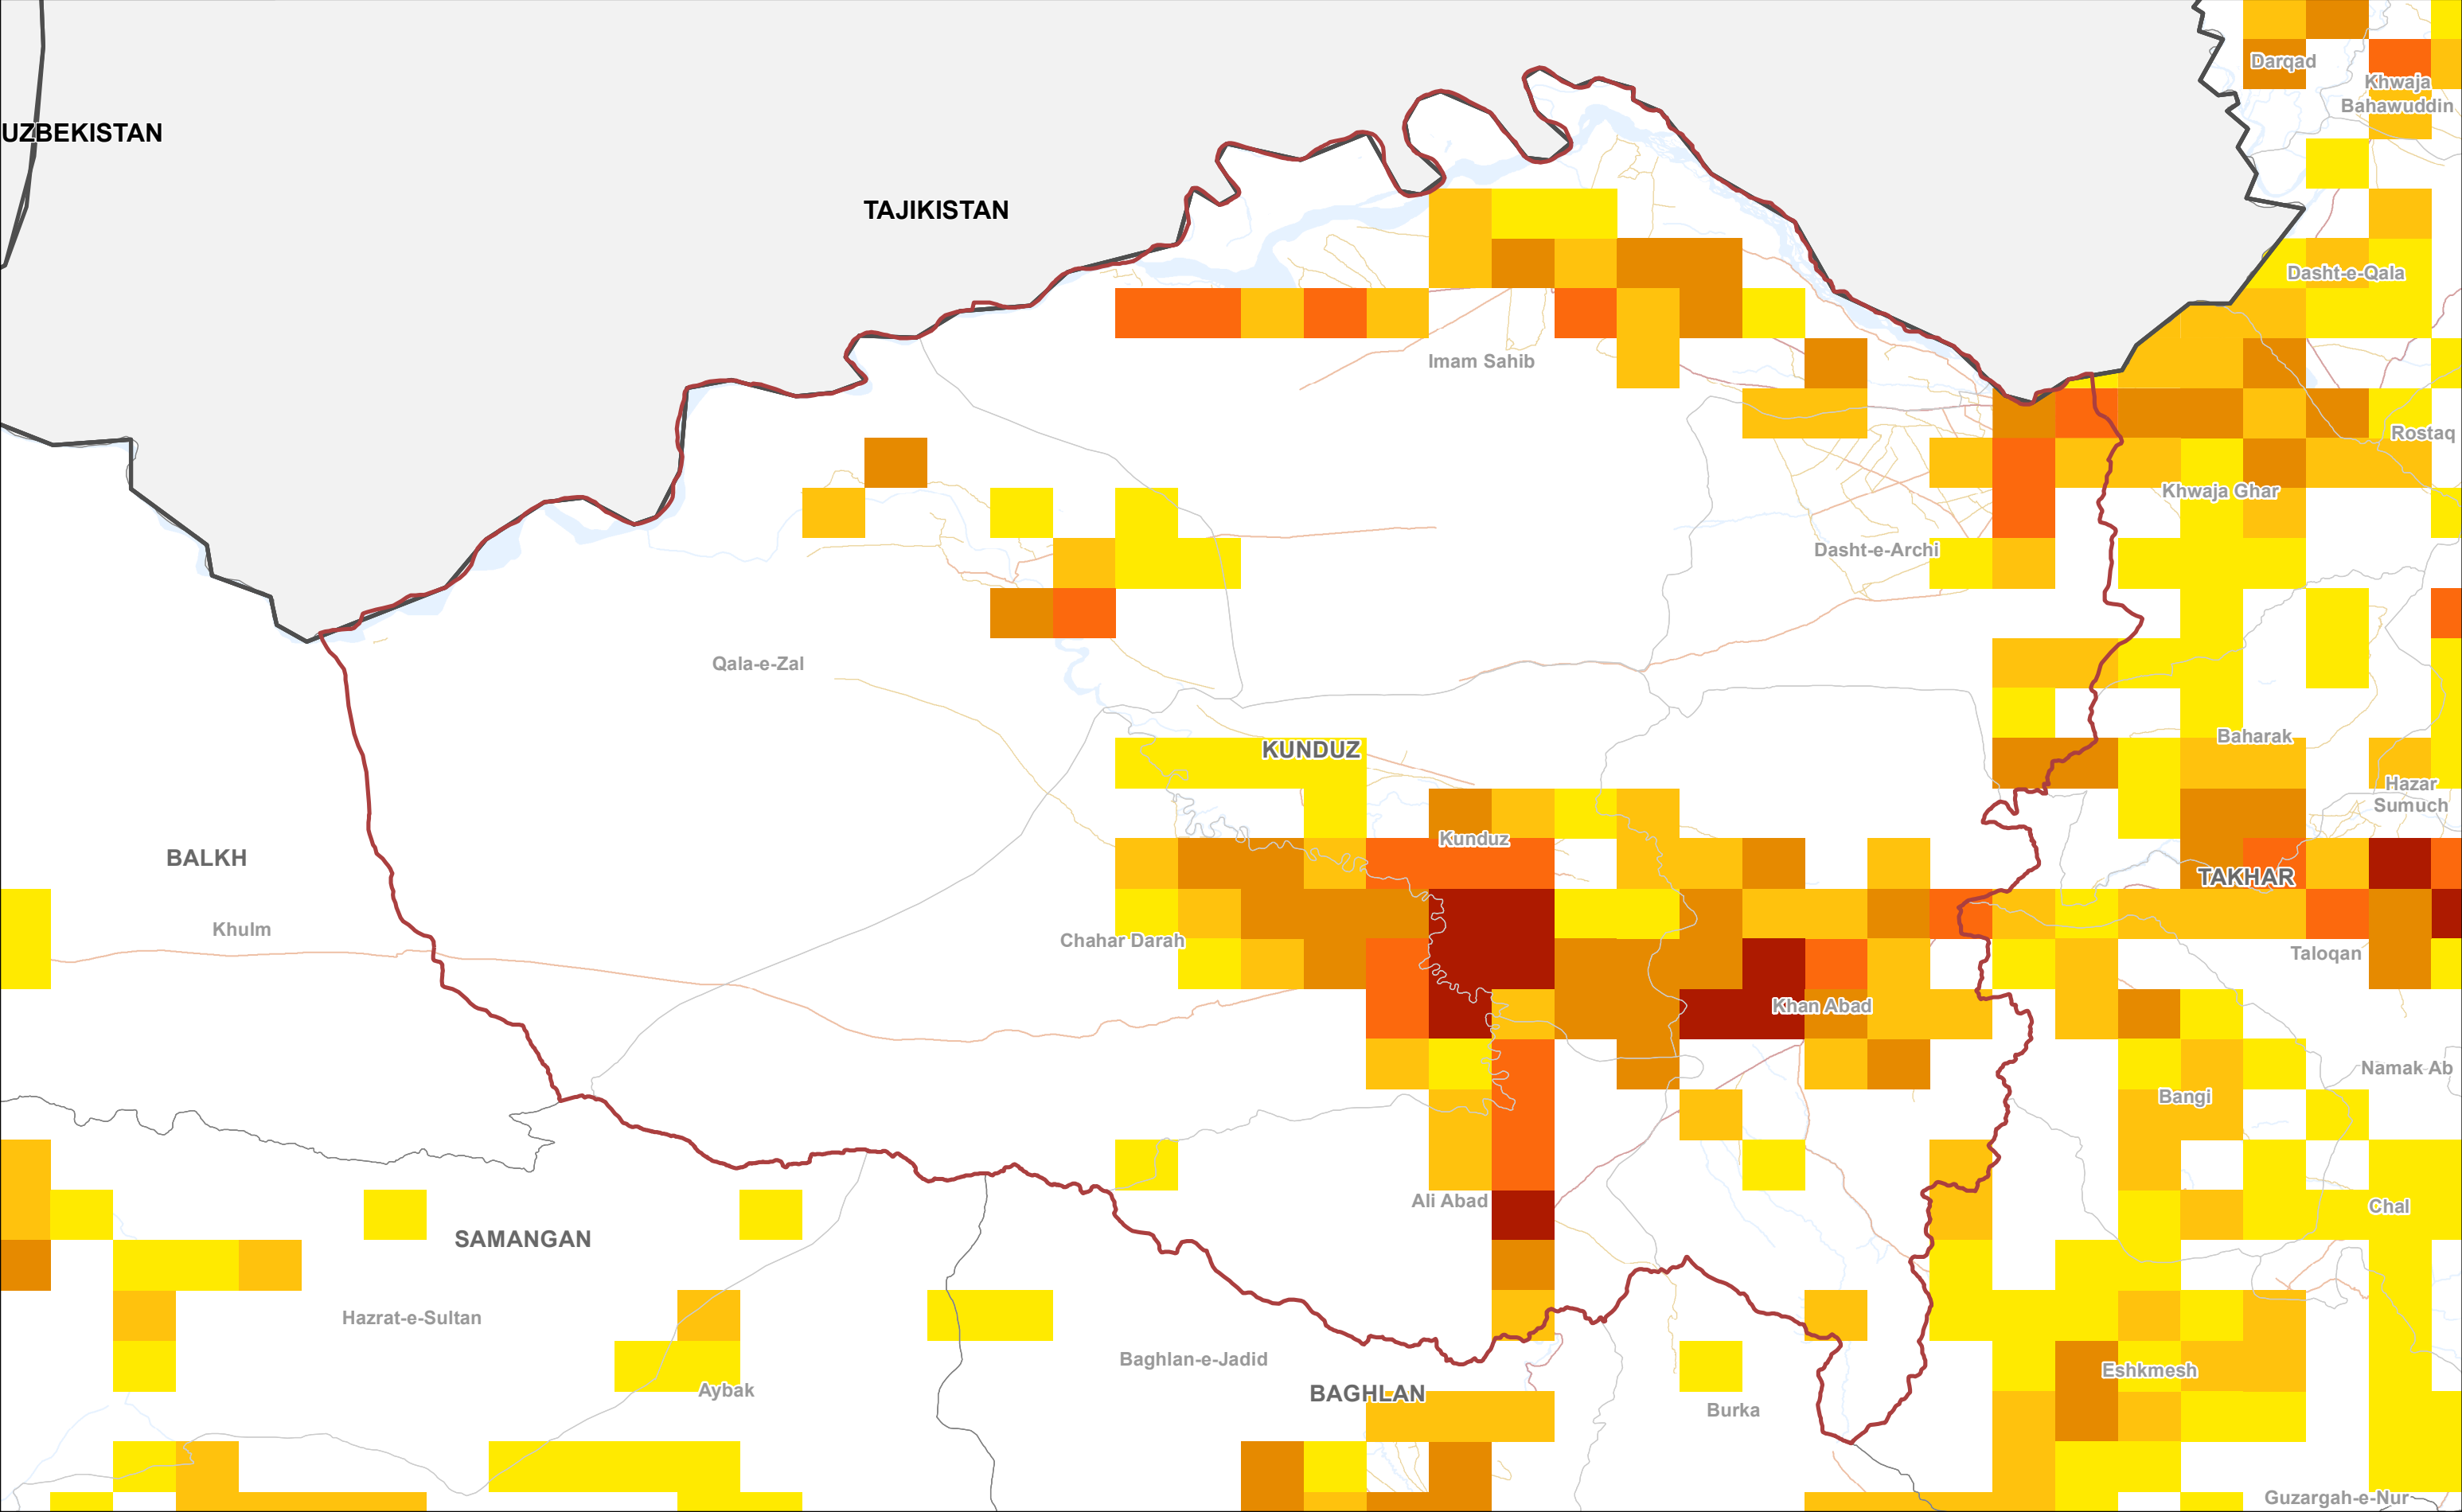 Darqad
Khwaja
Bahawuddin
UZBEKISTAN
TAJIKISTAN
Dasht-e-Qala
Imam Sahib
Rostaq
Khwaja Ghar
Dasht-e-Archi
Qala-e-Zal
Baharak
KUNDUZ
Hazar
Sumuch
Kunduz
BALKH
TAKHAR
Khulm
Chahar Darah
Taloqan
Khan Abad
Namak Ab
Bangi
Ali Abad
Chal
SAMANGAN
Hazrat-e-Sultan
Baghlan-e-Jadid
Eshkmesh
Aybak
BAGHLAN
Burka
Guzargah-e-Nur